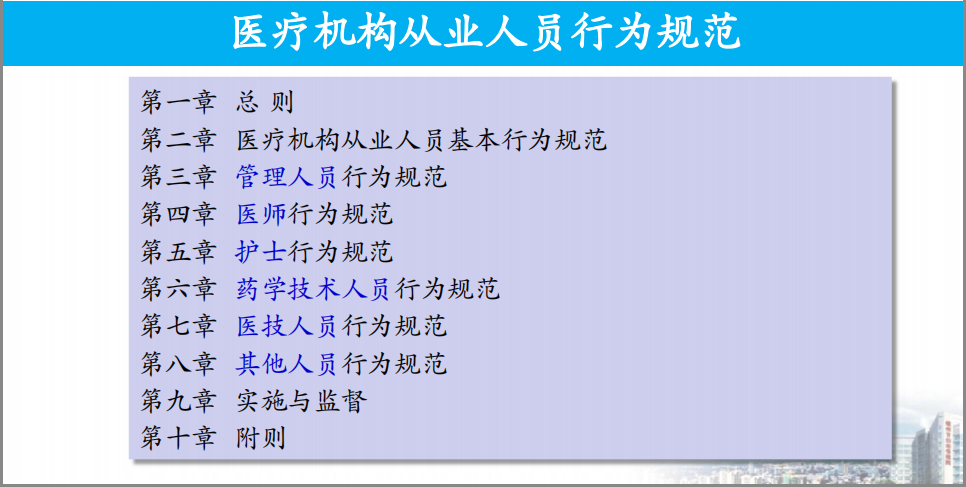 医疗机构从业人员行为规范
第一章 总 则
第二章 医疗机构从业人员基本行为规范
第三章 管理人员行为规范
第四章 医师行为规范
第五章 护士行为规范
第六章 药学技术人员行为规范
第七章 医技人员行为规范
第八章 其他人员行为规范
第九章 实施与监督
第十章 附则